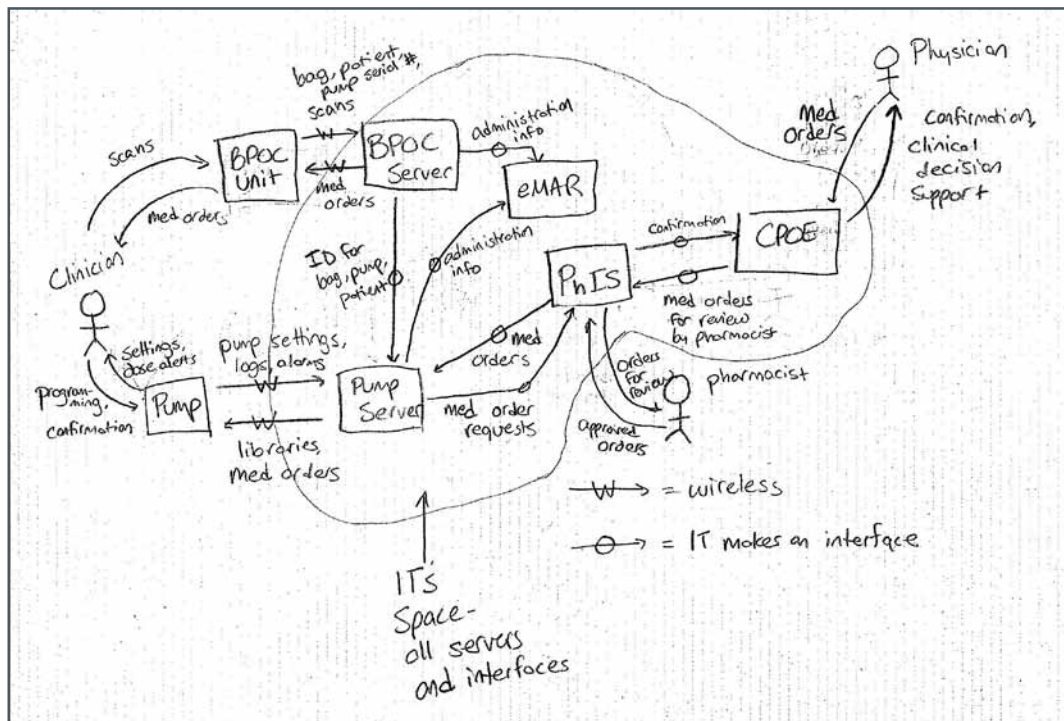 Physician
bag, patient,
pump serial #,
scans
scans
BPOC
Unit
med orders
BPOC
Server
med
orders
administration
info
eMAR
Med
orders
confirmation,
clinical
decision
support
CPOE
confirmation
med orders
for review
by pharmacist
PhIS
ID for
bag, pump,
patient
administration
info
Clinician
settings,
dose alerts
program-
ming,
confirmation
Pump
pump settings,
logs, alarms
libraries,
med orders
Pump
Server
med
orders
med order
requests
Orders
for
review
approved
orders
pharmacist
W = wireless
= IT makes an interface
ITs
Space-
all servers
and interfaces